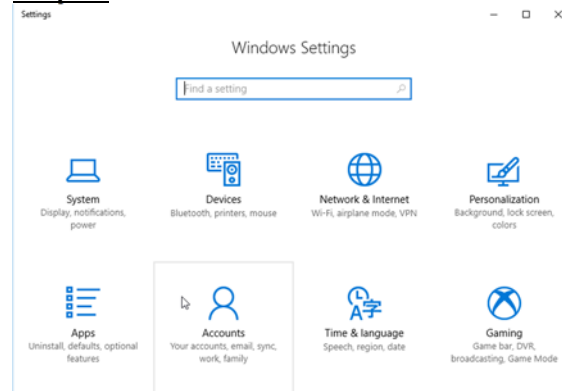 Settings
Windows Settings
Find a setting
System
Display, notifications,
power
Devices
Bluetooth, printers, mouse
Network & Internet
Wi-Fi, airplane mode, VPN
Personalization
Background, lock screen,
colors
Apps
Uninstall, defaults, optional
features
Accounts
Your accounts, email, sync,
work, family
Time & language
Speech, region, date
Gaming
Game bar, DVR,
broadcasting, Game Mode